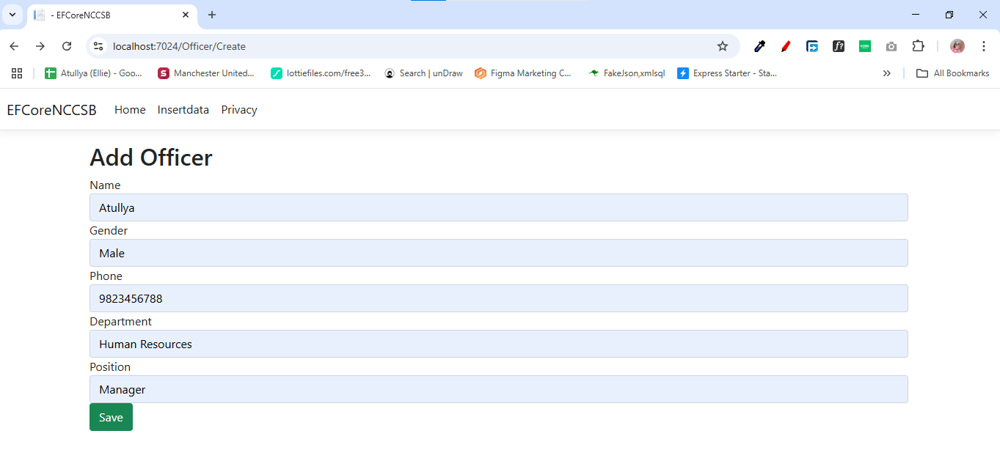 - EFCoreNCCSB
localhost:7024/Officer/Create
f?
CORE
Atullya (Ellie) - Goo...
S
Manchester United...
lottiefiles.com/free3...
Search | unDraw
Figma Marketing C...
FakeJson,xmlsql
Express Starter - Sta...
All Bookmarks
EFCoreNCCSB Home Insertdata Privacy
Add Officer
Name
Atullya
Gender
Male
Phone
9823456788
Department
Human Resources
Position
Manager
Save